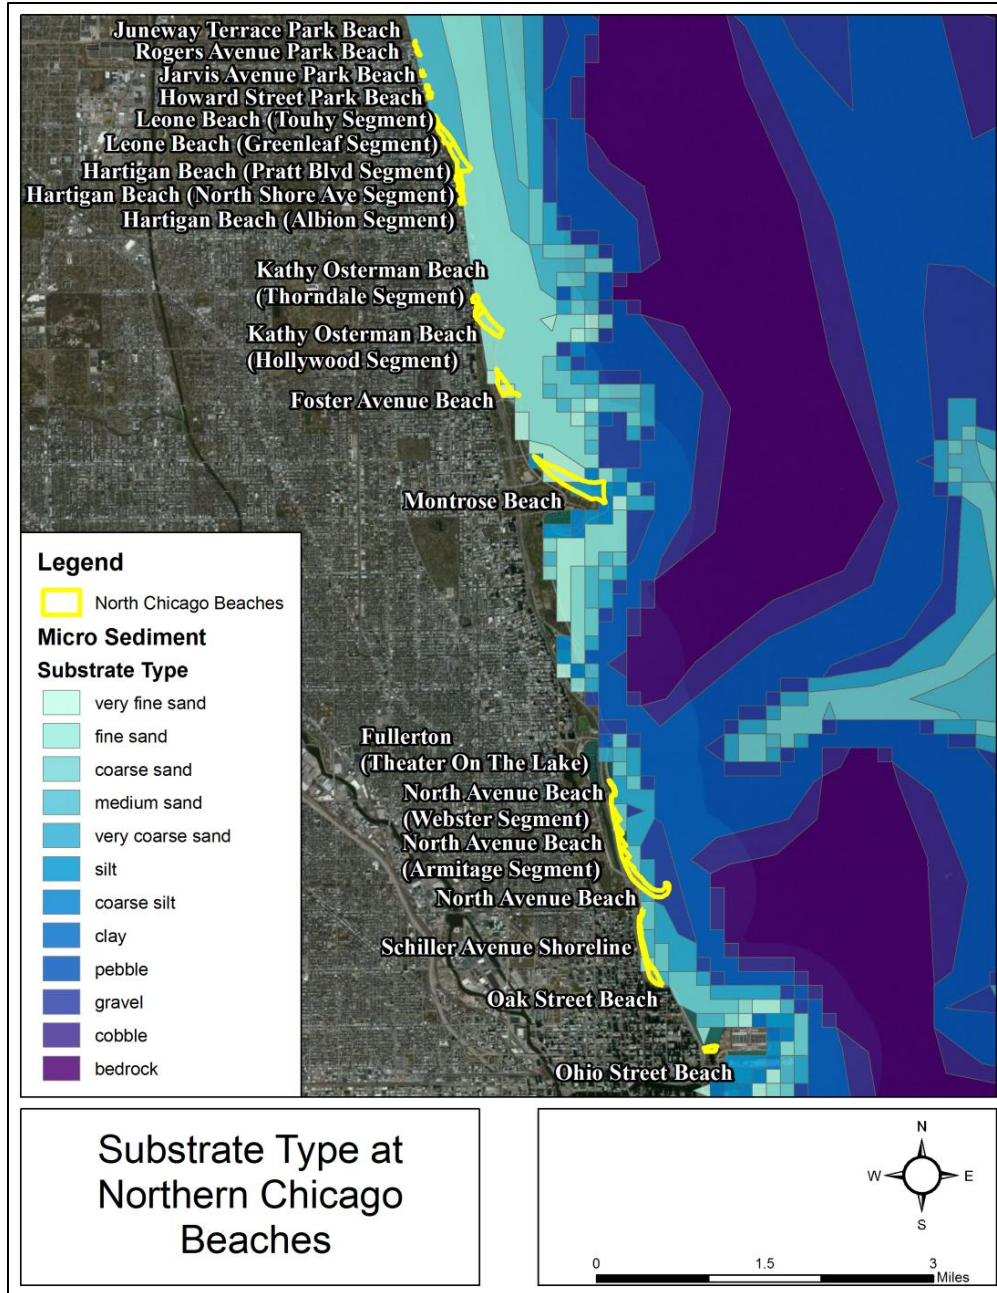 Juneway Terrace Park Beach
Rogers Avenue Park Beach
Jarvis Avenue Park Beach
Howard Street Park Beach
Leone Beach (Touhy Segment)
Leone Beach (Greenleaf Segment)
Hartigan Beach (Pratt Blvd Segment)
Hartigan Beach (North Shore Ave Segment)
Hartigan Beach (Albion Segment)
Kathy Osterman Beach
(Thorndale Segment)
Kathy Osterman Beach
(Hollywood Segment)
Foster Avenue Beach
Montrose Beach
Fullerton
(Theater On The Lake)
North Avenue Beach
(Webster Segment)
North Avenue Beach
(Armitage Segment)
North Avenue Beach
Schiller Avenue Shoreline
Oak Street Beach
Ohio Street Beach
Legend
North Chicago Beaches
Micro Sediment
Substrate Type
very fine sand
fine sand
coarse sand
medium sand
very coarse sand
silt
coarse silt
clay
pebble
gravel
cobble
bedrock
Substrate Type at
Northern Chicago
Beaches
N
W E
S
0 1.5 3
Miles